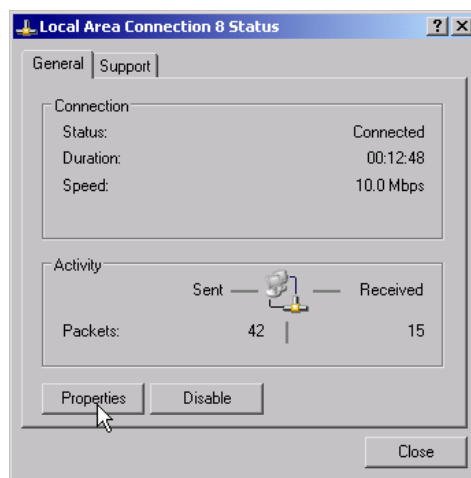 Local Area Connection 8 Status
General Support
Connection
Status: Connected
Duration: 00:12:48
Speed: 10.0 Mbps
Activity
Sent Received
Packets: 42 15
Properties Disable
Close